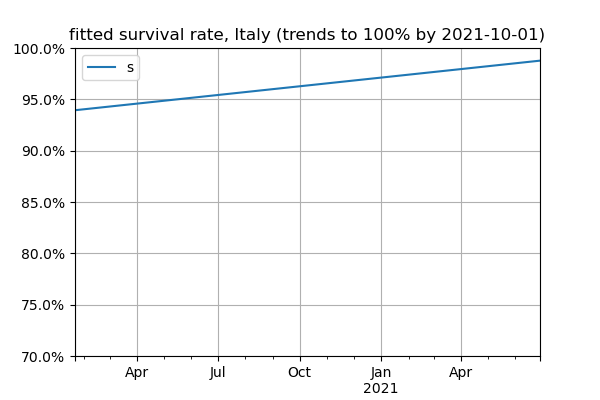 fitted survival rate, Italy (trends to 100% by 2021-10-01)
100.0%
s
95.0%
90.0%
85.0%
80.0%
75.0%
70.0%
Apr Jul Oct Jan Apr
2021